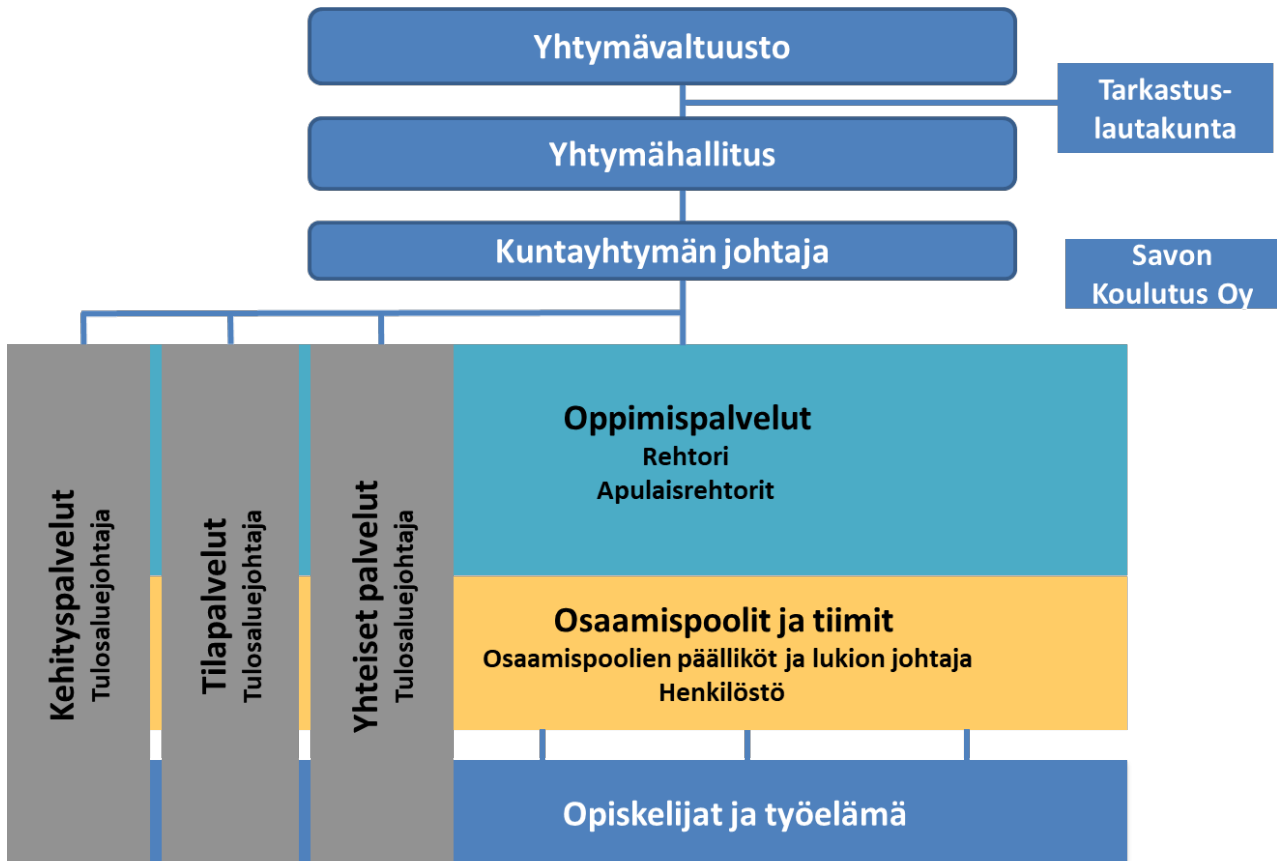 Yhtymävaltuusto
Tarkastus-
lautakunta
Yhtymähallitus
Kuntayhtymän johtaja
Savon
Koulutus Oy
Kehityspalvelut
Tulosaluejohtaja
Tilapalvelut
Tulosaluejohtaja
Yhteiset palvelut
Tulosaluejohtaja
Oppimispalvelut
Rehtori
Apulaisrehtorit
Osaamispoolit ja tiimit
Osaamispoolien päälliköt ja lukion johtaja
Henkilöstö
Opiskelijat ja työelämä